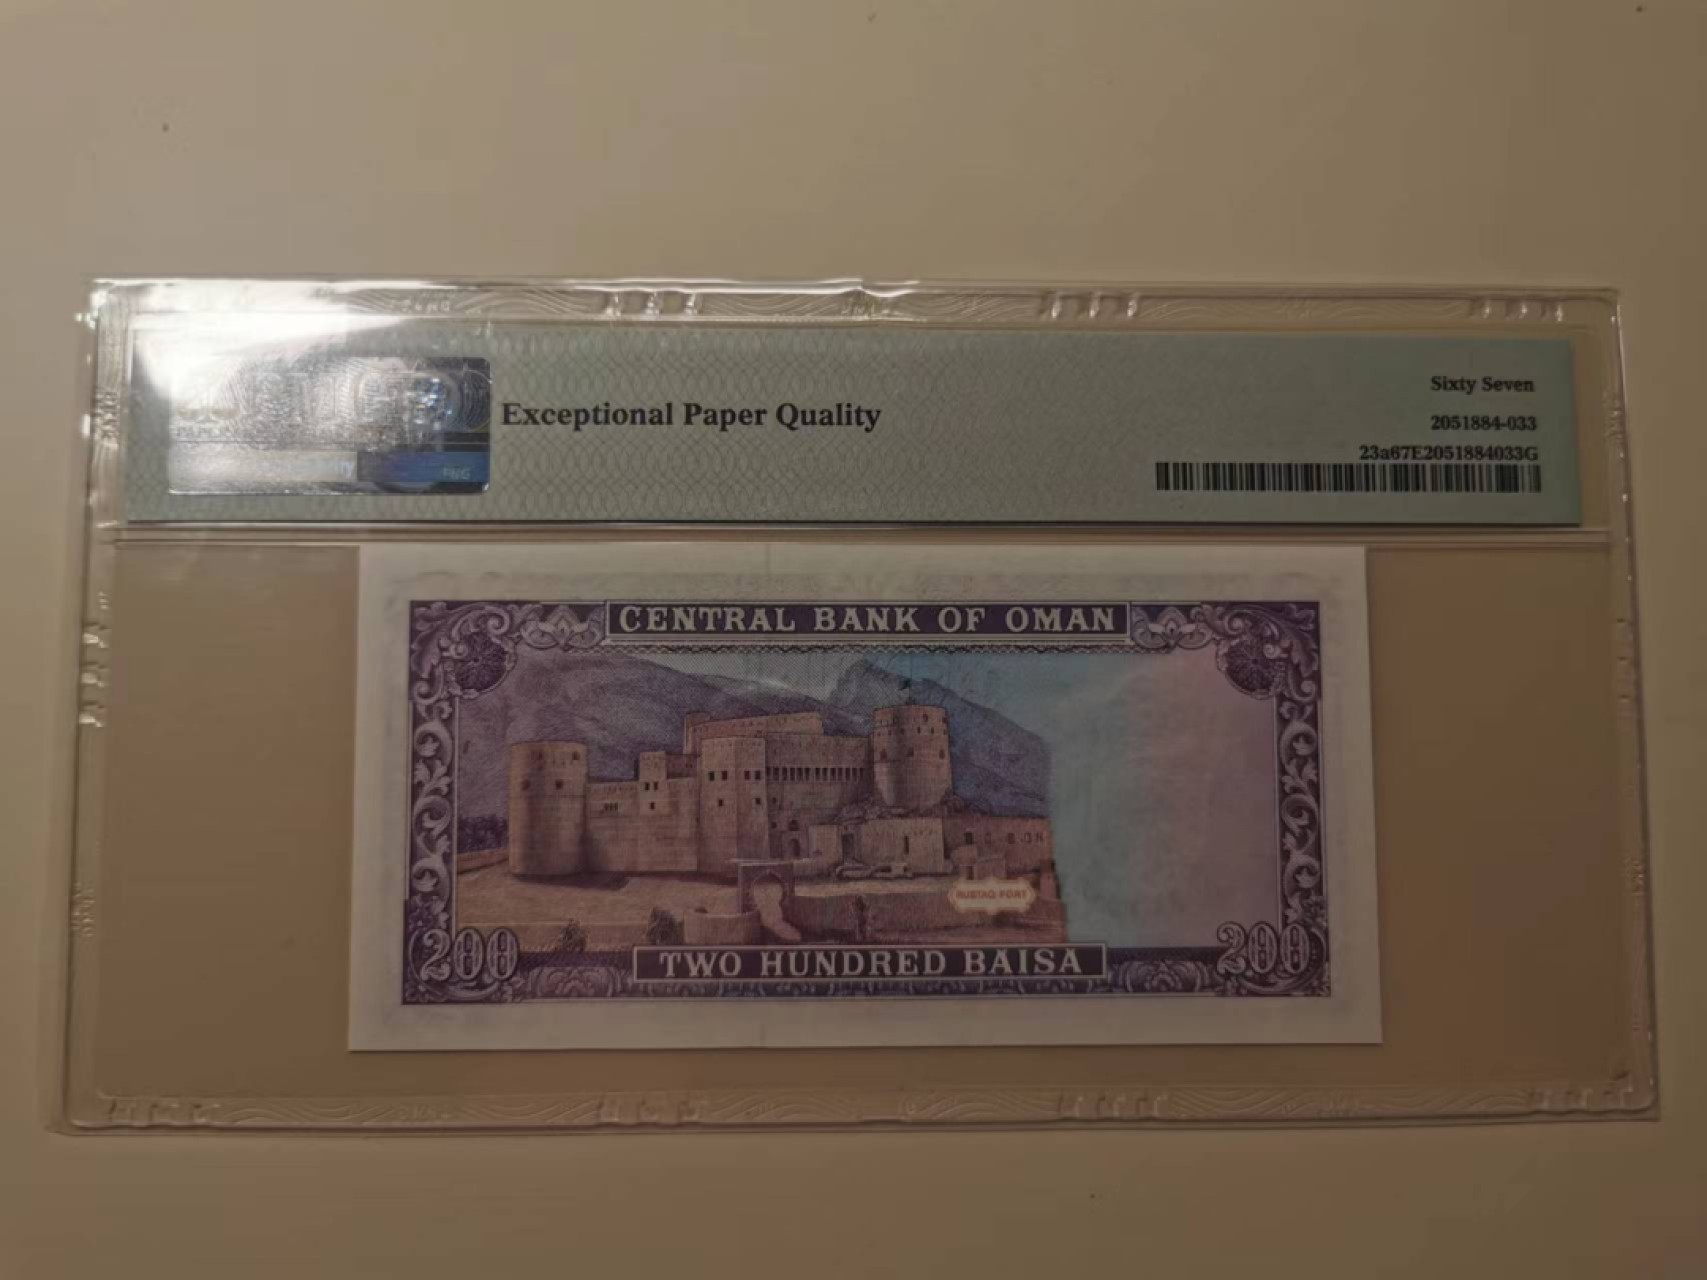 Exceptional Paper Quality
Sixty Seven
2051884-033
23a67E2051884033G
CENTRAL BANK OF OMAN
RUSTAQ FORT
200
200
TWO HUNDRED BAISA